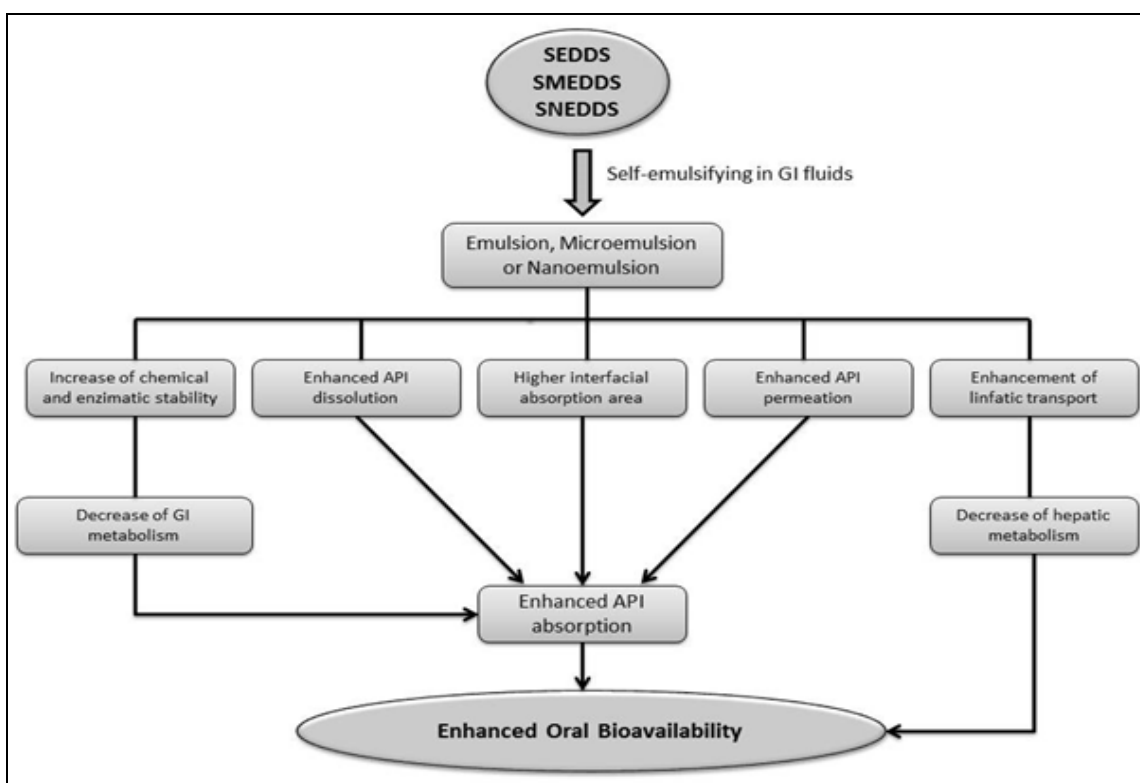 SEDDS
SMEDDS
SNEDDS
Self-emulsifying in GI fluids
Emulsion, Microemulsion
or Nanoemulsion
Increase of chemical
and enzimatic stability
Enhanced API
dissolution
Higher interfacial
absorption area
Enhanced API
permeation
Enhancement of
linfatic transport
Decrease of GI
metabolism
Decrease of hepatic
metabolism
Enhanced API
absorption
Enhanced Oral Bioavailability